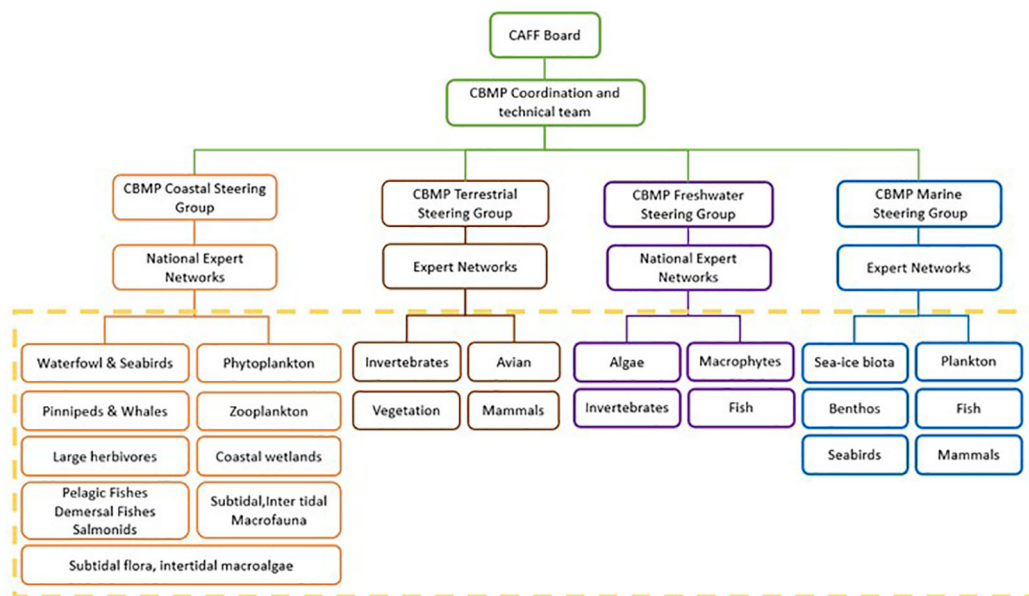 CAFF Board
CBMP Coordination and
technical team
CBMP Coastal Steering
Group
CBMP Terrestrial
Steering Group
CBMP Freshwater
Steering Group
CBMP Marine
Steering Group
National Expert
Networks
Expert Networks
National Expert
Networks
Expert Networks
Waterfowl & Seabirds
Phytoplankton
Pinnipeds & Whales
Zooplankton
Large herbivores
Coastal wetlands
Pelagic Fishes
Demersal Fishes
Salmonids
Subtidal,Inter tidal
Macrofauna
Subtidal flora, intertidal macroalgae
Invertebrates
Avian
Vegetation
Mammals
Algae
Macrophytes
Invertebrates
Fish
Sea-ice biota
Plankton
Benthos
Fish
Seabirds
Mammals